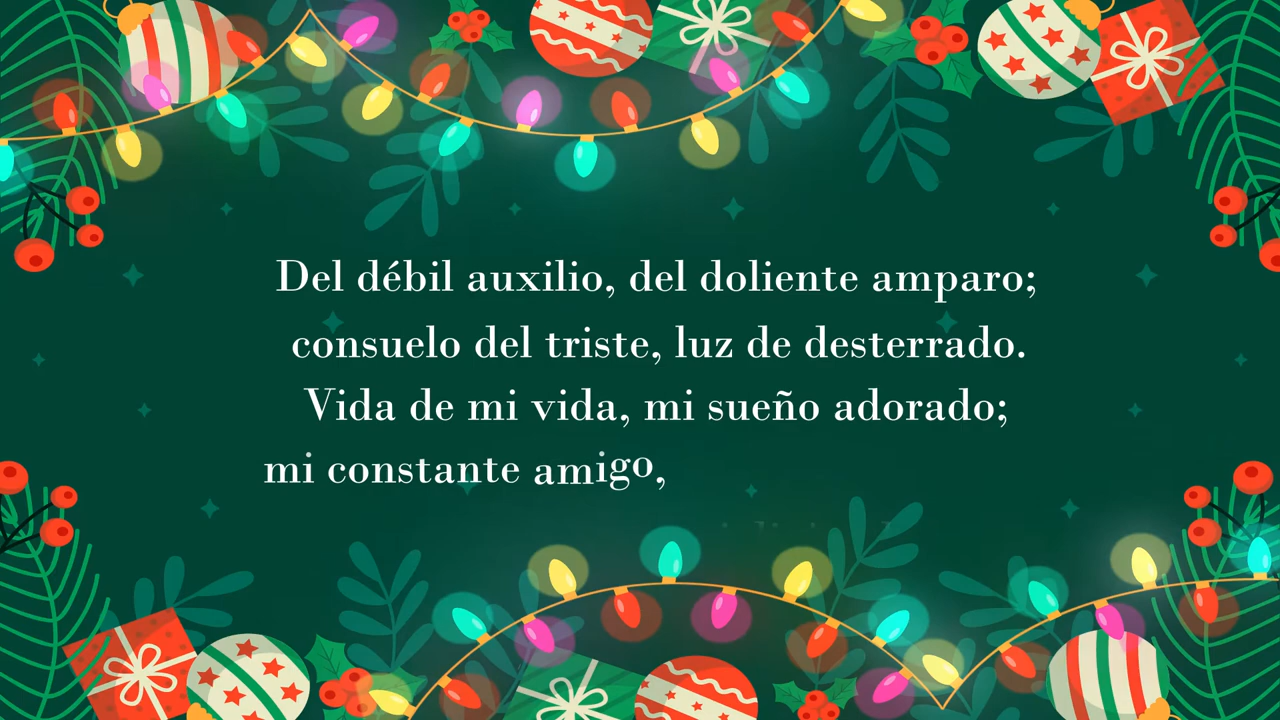 Del débil auxilio, del doliente amparo;
consuelo del triste, luz de desterrado.
Vida de mi vida, mi sueño adorado;
mi constante amigo,